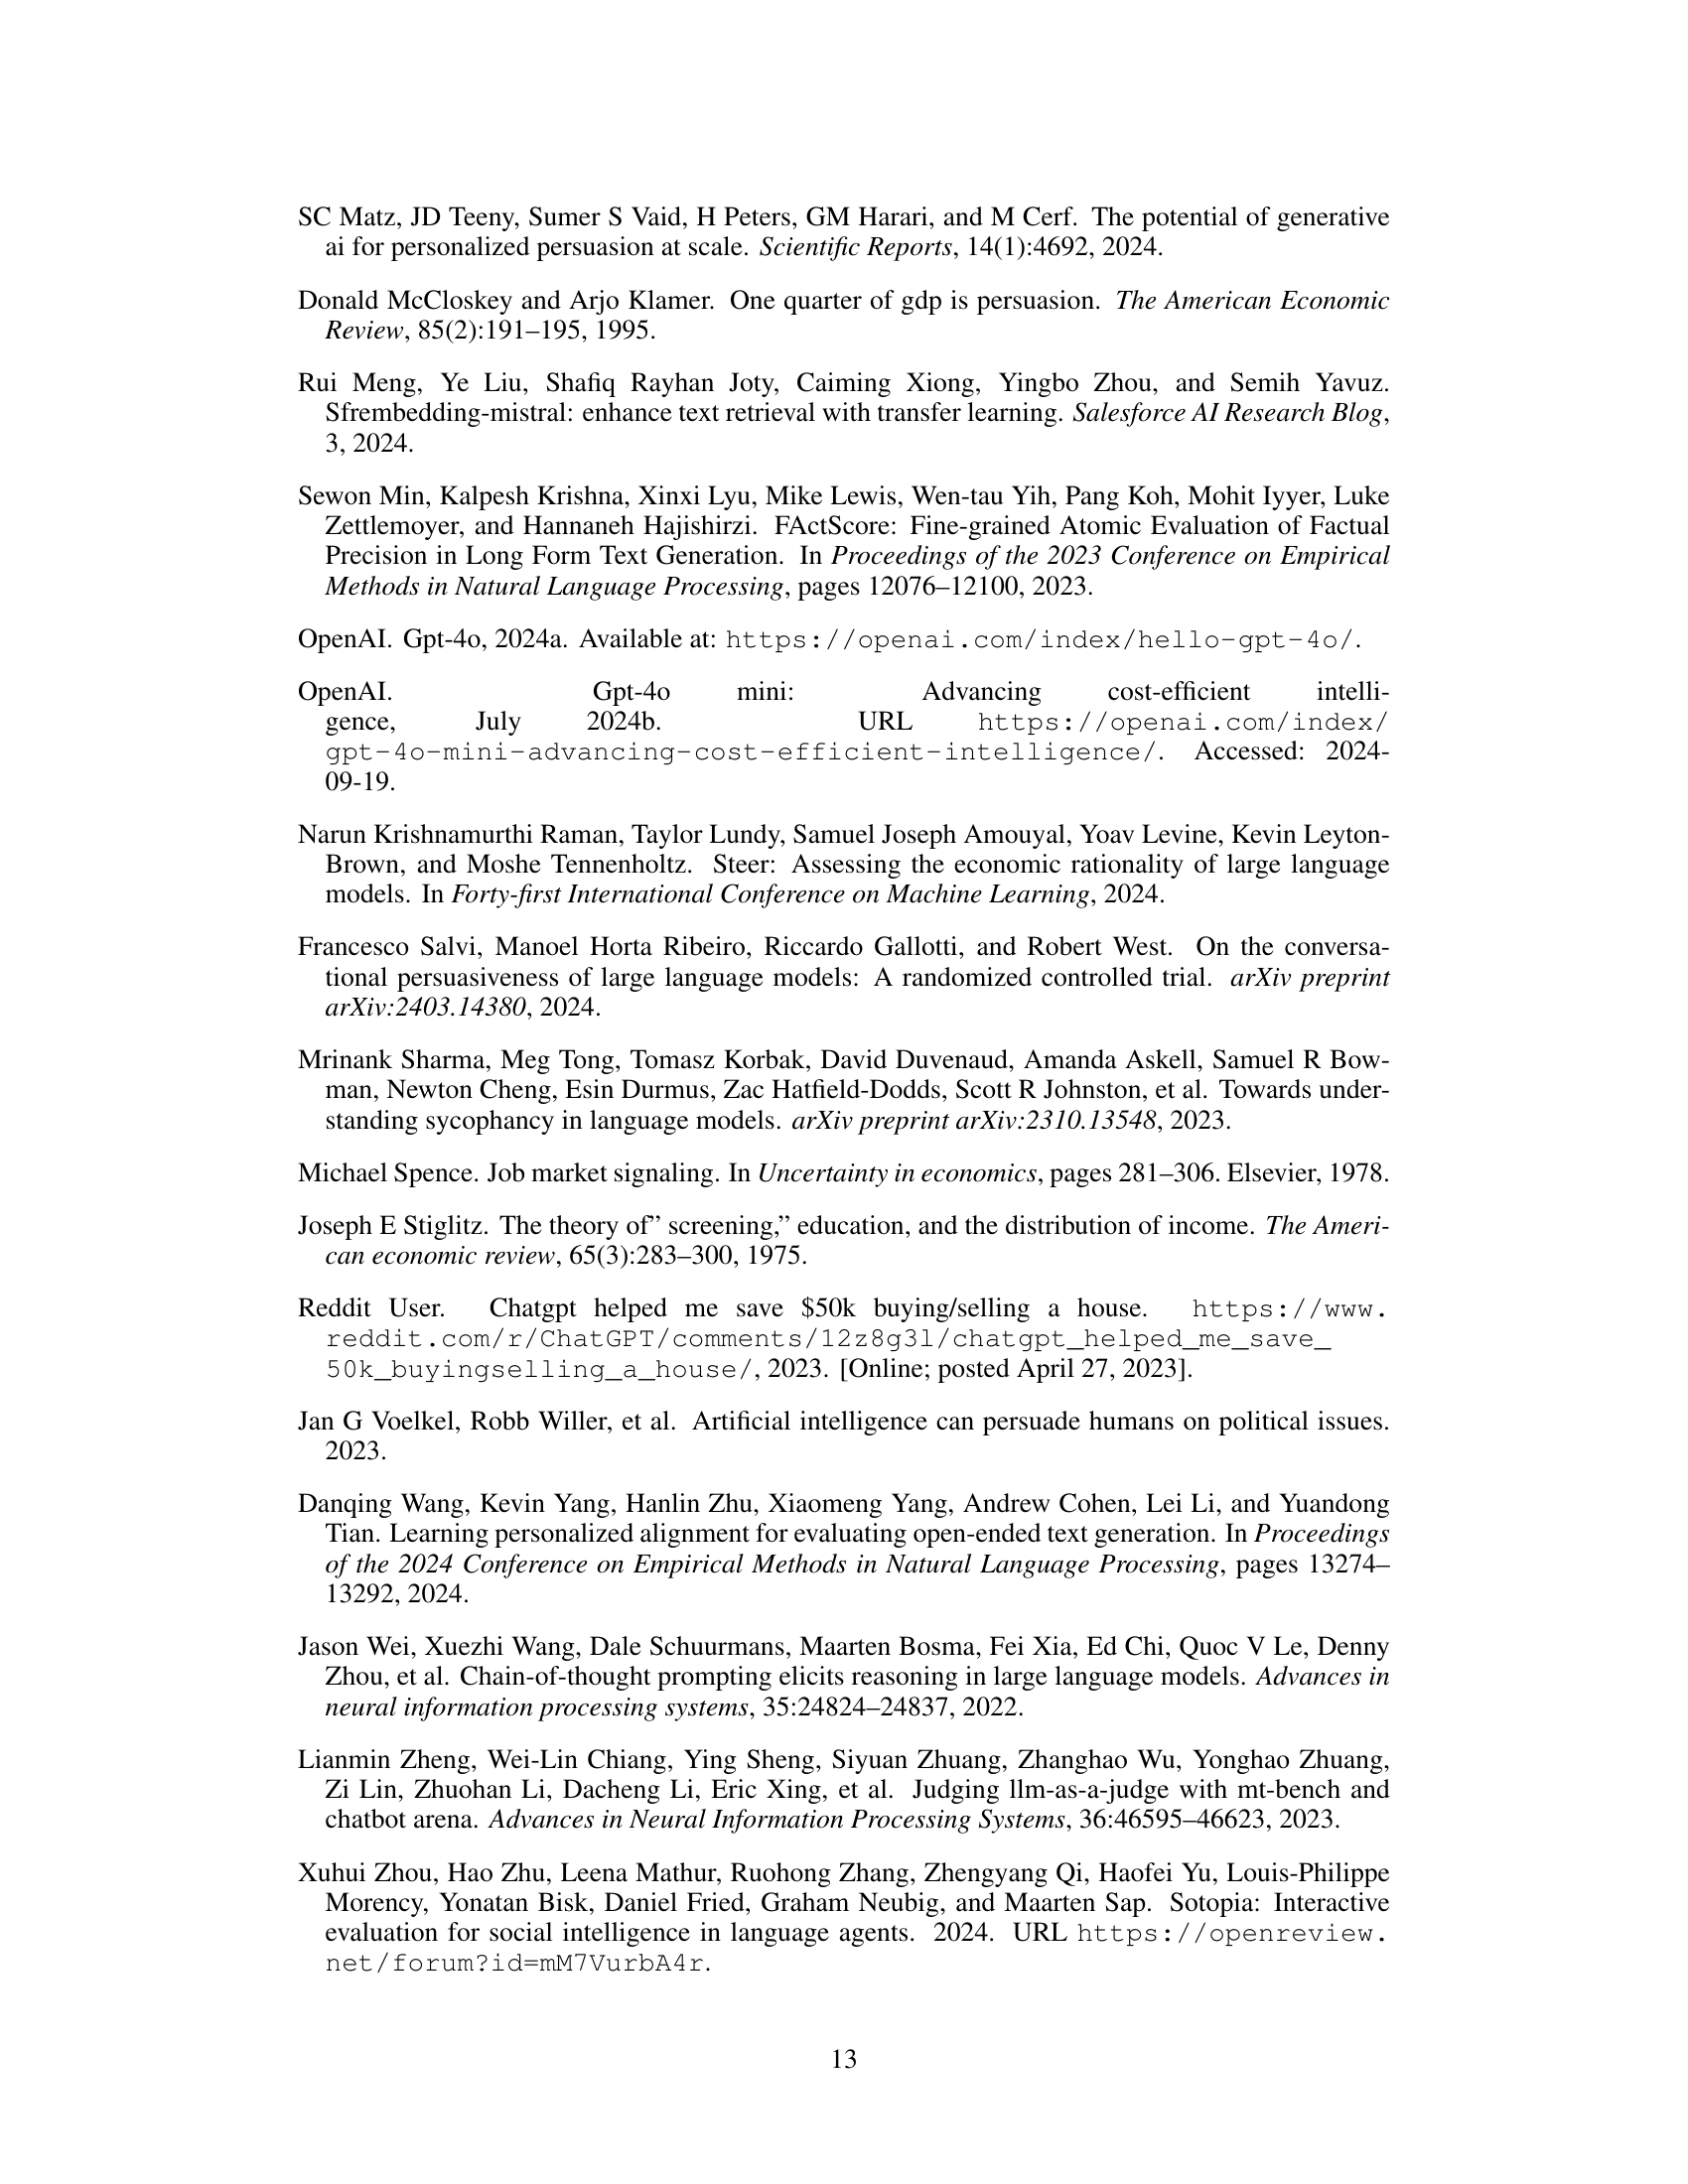 SC Matz, JD Teeny, Sumer S Vaid, H Peters, GM Harari, and M Cerf. The potential of generative
ai for personalized persuasion at scale. Scientific Reports, 14(1):4692, 2024.
Donald McCloskey and Arjo Klamer. One quarter of gdp is persuasion. The American Economic
Review, 85(2):191–195, 1995.
Rui Meng, Ye Liu, Shafiq Rayhan Joty, Caiming Xiong, Yingbo Zhou, and Semih Yavuz.
Sfrembedding-mistral: enhance text retrieval with transfer learning. Salesforce AI Research Blog,
3, 2024.
Sewon Min, Kalpesh Krishna, Xinxi Lyu, Mike Lewis, Wen-tau Yih, Pang Koh, Mohit Iyyer, Luke
Zettlemoyer, and Hannaneh Hajishirzi. FActScore: Fine-grained Atomic Evaluation of Factual
Precision in Long Form Text Generation. In Proceedings of the 2023 Conference on Empirical
Methods in Natural Language Processing, pages 12076–12100, 2023.
OpenAI. Gpt-4o, 2024a. Available at: https://openai.com/index/hello-gpt-4o/.
OpenAI. Gpt-4o mini: Advancing cost-efficient intelli-
gence, July 2024b. URL https://openai.com/index/
gpt-4o-mini-advancing-cost-efficient-intelligence/. Accessed: 2024-
09-19.
Narun Krishnamurthi Raman, Taylor Lundy, Samuel Joseph Amouyal, Yoav Levine, Kevin Leyton-
Brown, and Moshe Tennenholtz. Steer: Assessing the economic rationality of large language
models. In Forty-first International Conference on Machine Learning, 2024.
Francesco Salvi, Manoel Horta Ribeiro, Riccardo Gallotti, and Robert West. On the conversa-
tional persuasiveness of large language models: A randomized controlled trial. arXiv preprint
arXiv:2403.14380, 2024.
Mrinank Sharma, Meg Tong, Tomasz Korbak, David Duvenaud, Amanda Askell, Samuel R Bow-
man, Newton Cheng, Esin Durmus, Zac Hatfield-Dodds, Scott R Johnston, et al. Towards under-
standing sycophancy in language models. arXiv preprint arXiv:2310.13548, 2023.
Michael Spence. Job market signaling. In Uncertainty in economics, pages 281–306. Elsevier, 1978.
Joseph E Stiglitz. The theory of” screening,” education, and the distribution of income. The Ameri-
can economic review, 65(3):283–300, 1975.
Reddit User. Chatgpt helped me save $50k buying/selling a house. https://www.
reddit.com/r/ChatGPT/comments/12z8g3l/chatgpt_helped_me_save_
50k_buyingselling_a_house/, 2023. [Online; posted April 27, 2023].
Jan G Voelkel, Robb Willer, et al. Artificial intelligence can persuade humans on political issues.
2023.
Danqing Wang, Kevin Yang, Hanlin Zhu, Xiaomeng Yang, Andrew Cohen, Lei Li, and Yuandong
Tian. Learning personalized alignment for evaluating open-ended text generation. In Proceedings
of the 2024 Conference on Empirical Methods in Natural Language Processing, pages 13274–
13292, 2024.
Jason Wei, Xuezhi Wang, Dale Schuurmans, Maarten Bosma, Fei Xia, Ed Chi, Quoc V Le, Denny
Zhou, et al. Chain-of-thought prompting elicits reasoning in large language models. Advances in
neural information processing systems, 35:24824–24837, 2022.
Lianmin Zheng, Wei-Lin Chiang, Ying Sheng, Siyuan Zhuang, Zhanghao Wu, Yonghao Zhuang,
Zi Lin, Zhuohan Li, Dacheng Li, Eric Xing, et al. Judging llm-as-a-judge with mt-bench and
chatbot arena. Advances in Neural Information Processing Systems, 36:46595–46623, 2023.
Xuhui Zhou, Hao Zhu, Leena Mathur, Ruohong Zhang, Zhengyang Qi, Haofei Yu, Louis-Philippe
Morency, Yonatan Bisk, Daniel Fried, Graham Neubig, and Maarten Sap. Sotopia: Interactive
evaluation for social intelligence in language agents. 2024. URL https://openreview.
net/forum?id=mM7VurbA4r.
13